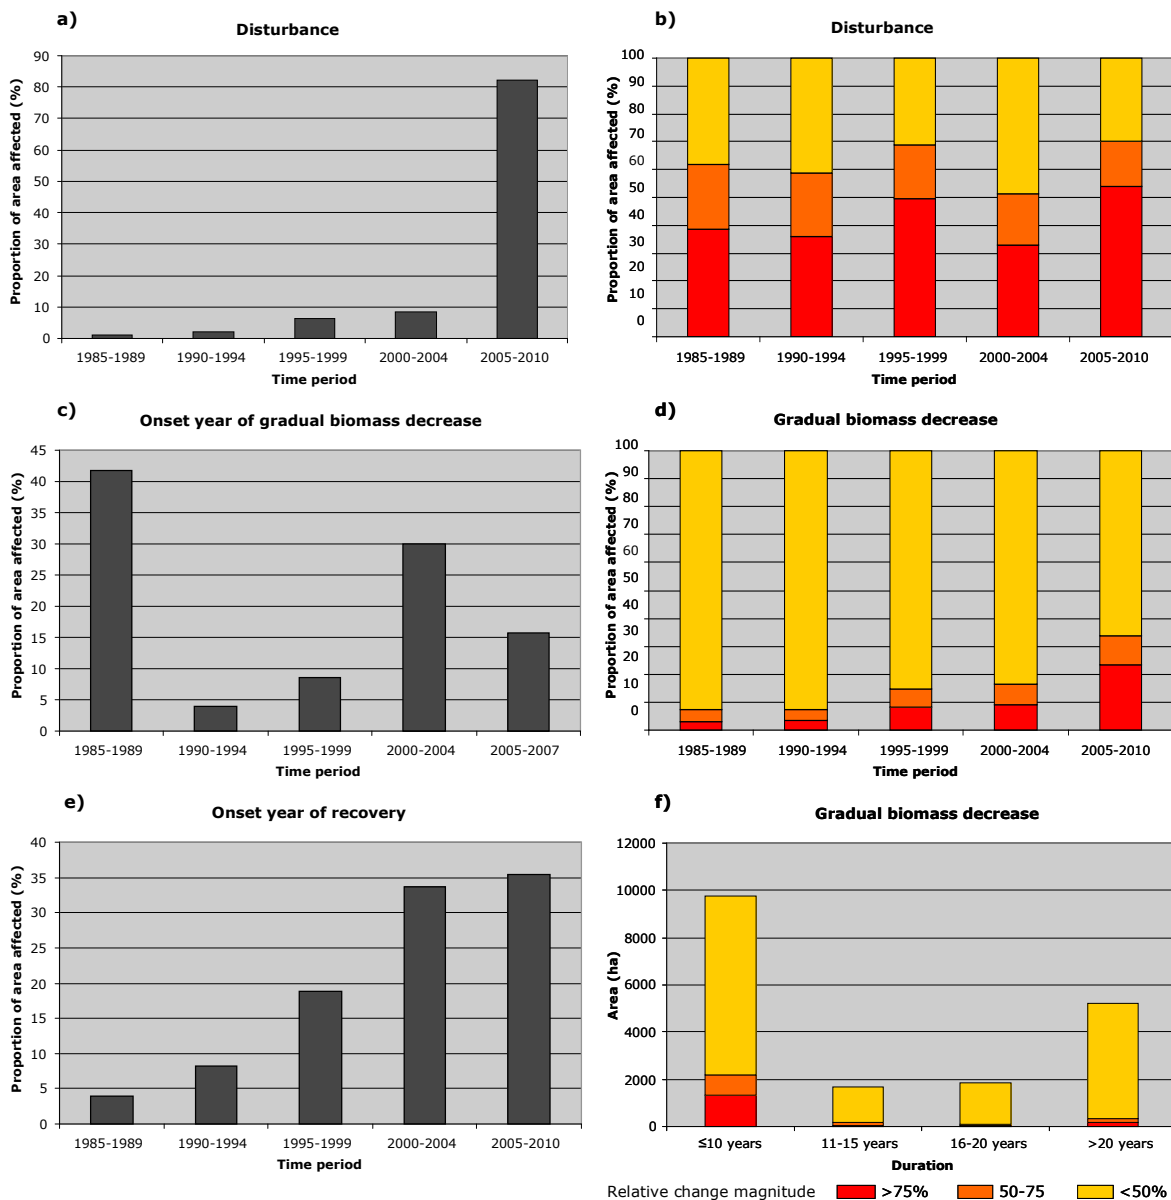 a)
Disturbance
Proportion of area affected (%)
90
80
70
60
50
40
30
20
10
0
1985-1989 1990-1994 1995-1999 2000-2004 2005-2010
Time period
b)
Disturbance
Proportion of area affected (%)
100
90
80
70
60
50
40
30
20
10
0
1985-1989 1990-1994 1995-1999 2000-2004 2005-2010
Time period
c)
Onset year of gradual biomass decrease
Proportion of area affected (%)
45
40
35
30
25
20
15
10
5
0
1985-1989 1990-1994 1995-1999 2000-2004 2005-2007
Time period
d)
Gradual biomass decrease
Proportion of area affected (%)
100
90
80
70
60
50
40
30
20
10
0
1985-1989 1990-1994 1995-1999 2000-2004 2005-2010
Time period
e)
Onset year of recovery
Proportion of area affected (%)
40
35
30
25
20
15
10
5
0
1985-1989 1990-1994 1995-1999 2000-2004 2005-2010
Time period
f)
Gradual biomass decrease
Area (ha)
12000
10000
8000
6000
4000
2000
0
≤10 years 11-15 years 16-20 years >20 years
Duration
Relative change magnitude >75% 50-75 <50%